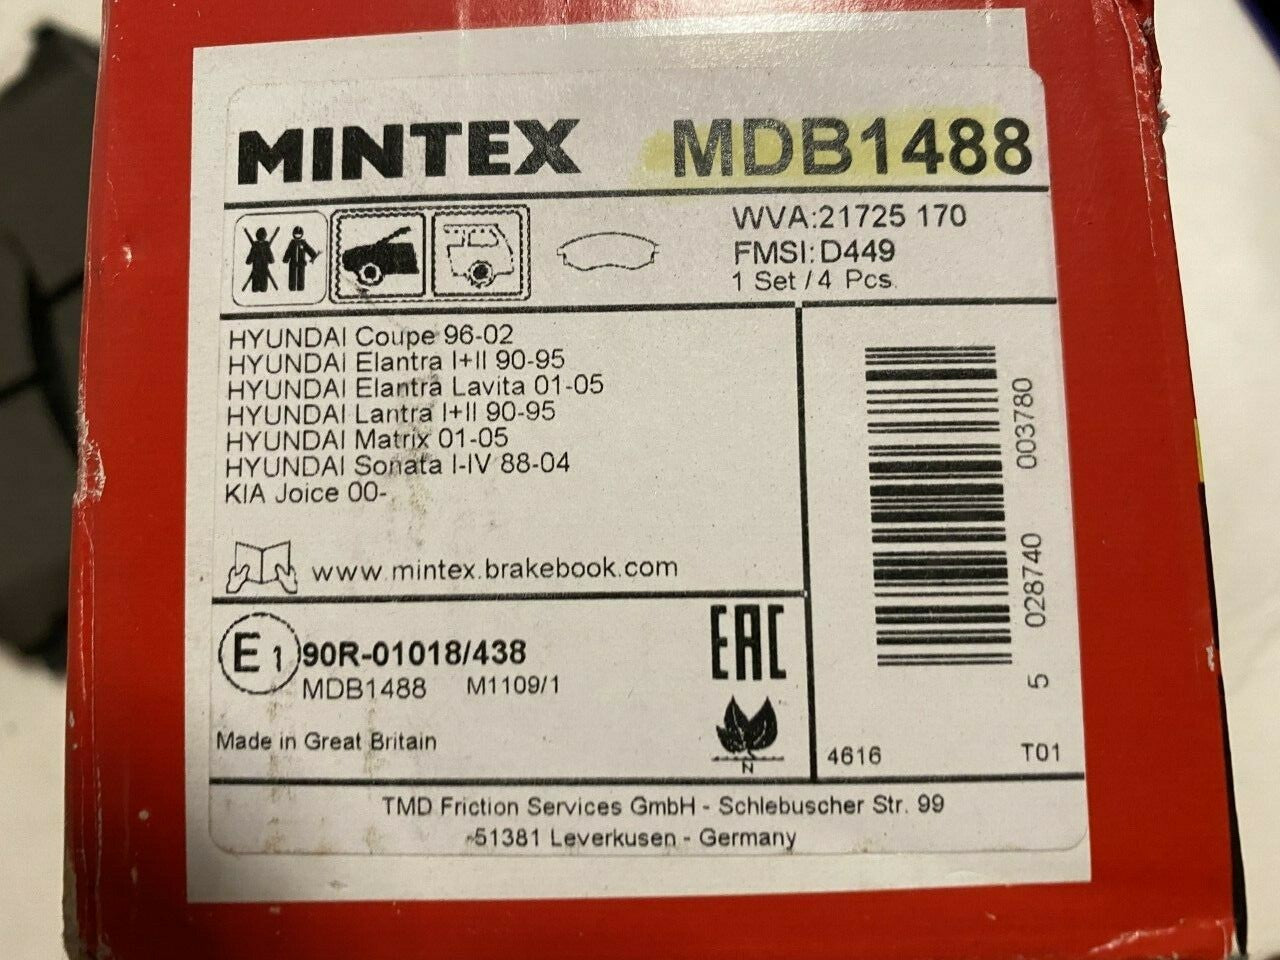 MINTEX MDB1488
WVA:21725 170
FMSI:D449
1 Set / 4 Pcs.
HYUNDAI Coupe 96-02
HYUNDAI Elantra I+II 90-95
HYUNDAI Elantra Lavita 01-05
HYUNDAI Lantra I+II 90-95
HYUNDAI Matrix 01-05
HYUNDAI Sonata I-IV 88-04
KIA Joice 00-
www.mintex.brakebook.com
E1 90R-01018/438
MDB1488 M1109/1
EAC
Made in Great Britain
N
5 028740 003780
4616 T01
TMD Friction Services GmbH - Schlebuscher Str. 99
-51381 Leverkusen - Germany